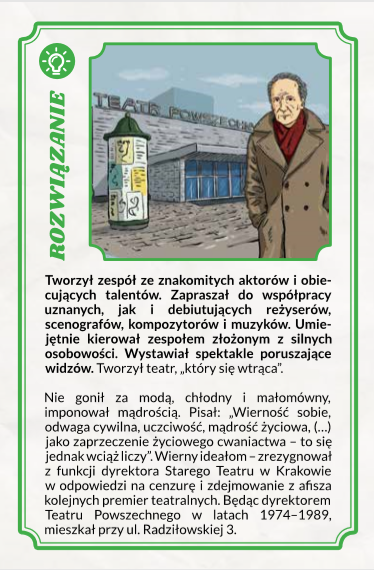 ROZWIĄZANIE
TEATR POWSZECHN
Tworzył zespół ze znakomitych aktorów i obie-
cujących talentów. Zapraszał do współpracy
uznanych, jak i debiutujących reżyserów,
scenografów, kompozytorów i muzyków. Umie-
jętnie kierował zespołem złożonym z silnych
osobowości. Wystawiał spektakle poruszające
widzów. Tworzył teatr, „który się wtrąca”.
Nie gonił za modą, chłodny i małomówny,
imponował mądrością. Pisał: „Wierność sobie,
odwaga cywilna, uczciwość, mądrość życiowa, (...)
jako zaprzeczenie życiowego cwaniactwa – to się
jednak wciąż liczy”. Wierny ideałom – zrezygnował
z funkcji dyrektora Starego Teatru w Krakowie
w odpowiedzi na cenzurę i zdejmowanie z afisza
kolejnych premier teatralnych. Będąc dyrektorem
Teatru Powszechnego w latach 1974–1989,
mieszkał przy ul. Radziłowskiej 3.